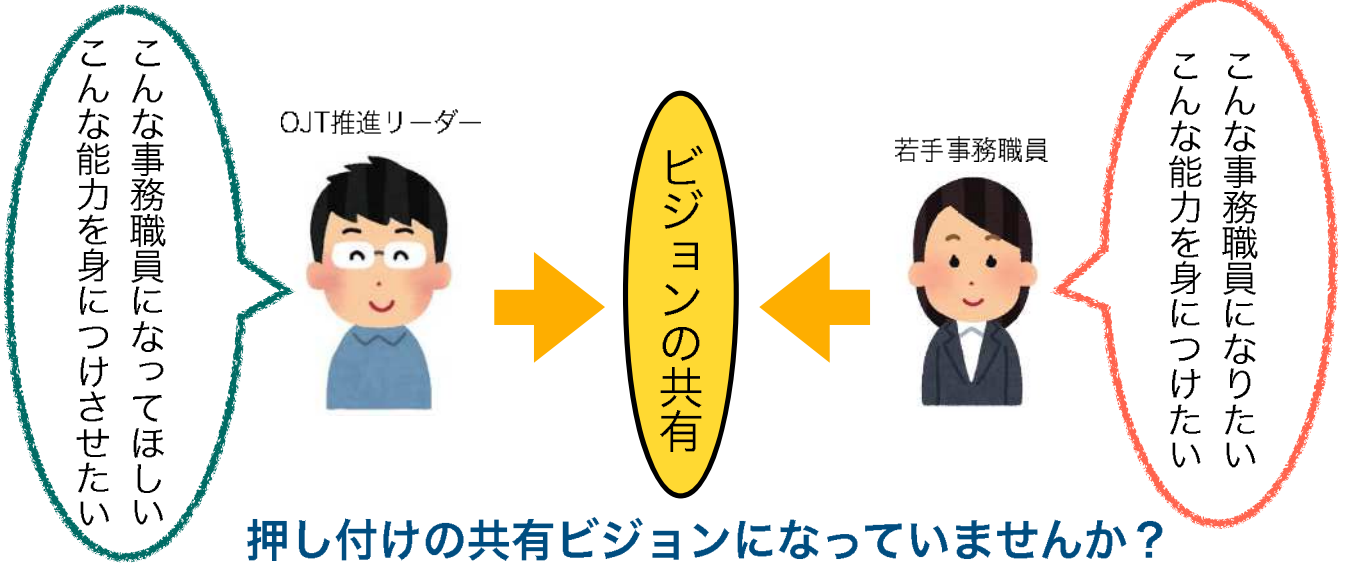 こんな事務職員になってほしい
こんな能力を身につけさせたい
OJT推進リーダー
ビジョンの共有
若手事務職員
こんな事務職員になりたい
こんな能力を身につけたい
押し付けの共有ビジョンになっていませんか？